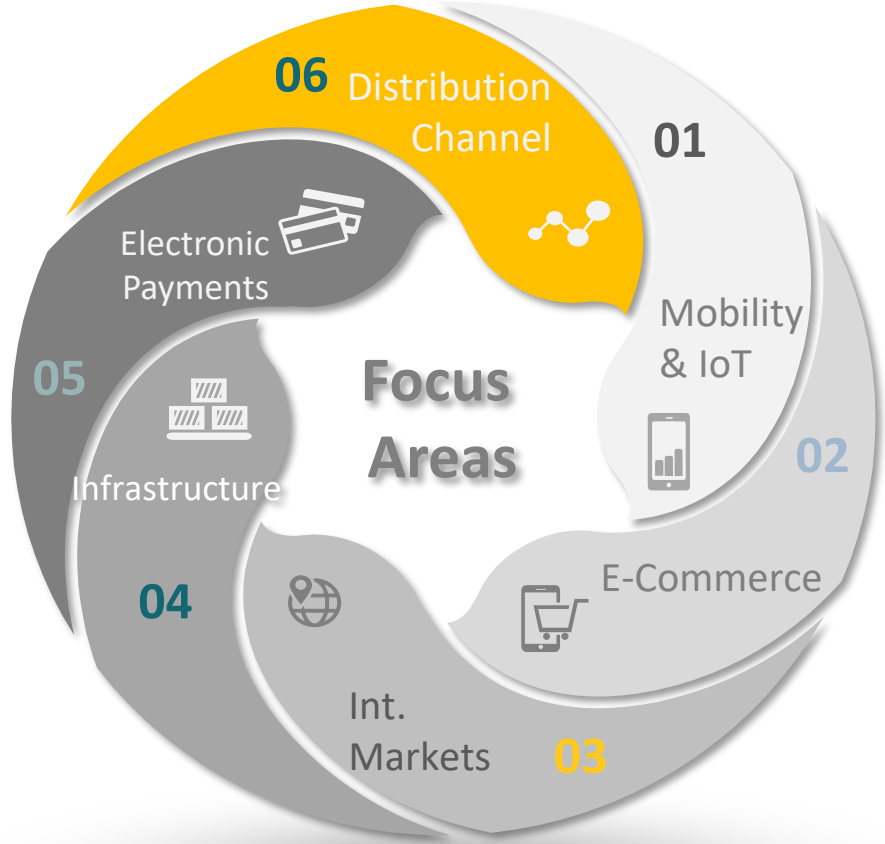 Focus
Areas
01
Mobility
& IoT
02
E-Commerce
03
Int.
Markets
04
Infrastructure
05
Electronic
Payments
06
Distribution
Channel